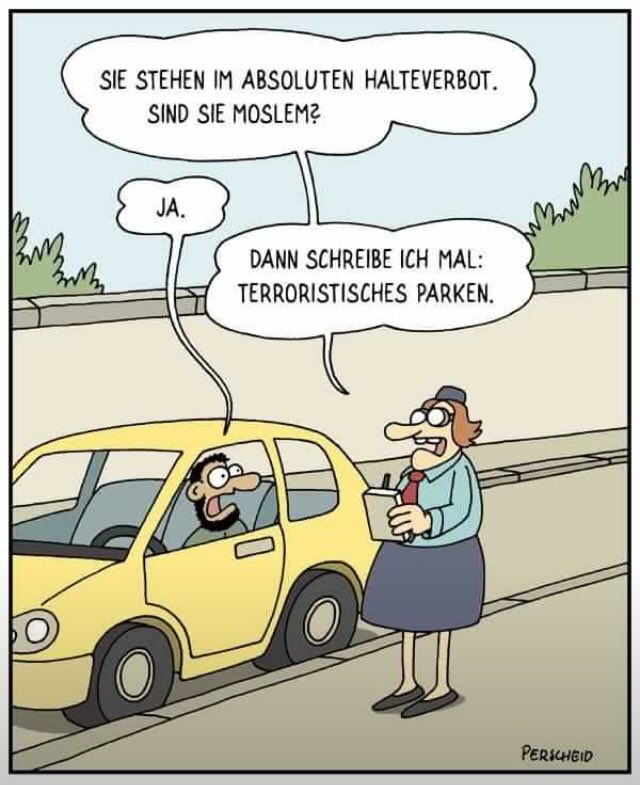 SIE STEHEN IM ABSOLUTEN HALTEVERBOT.
SIND SIE MOSLEM?
JA.
DANN SCHREIBE ICH MAL:
TERRORISTISCHES PARKEN.
PERSCHEID